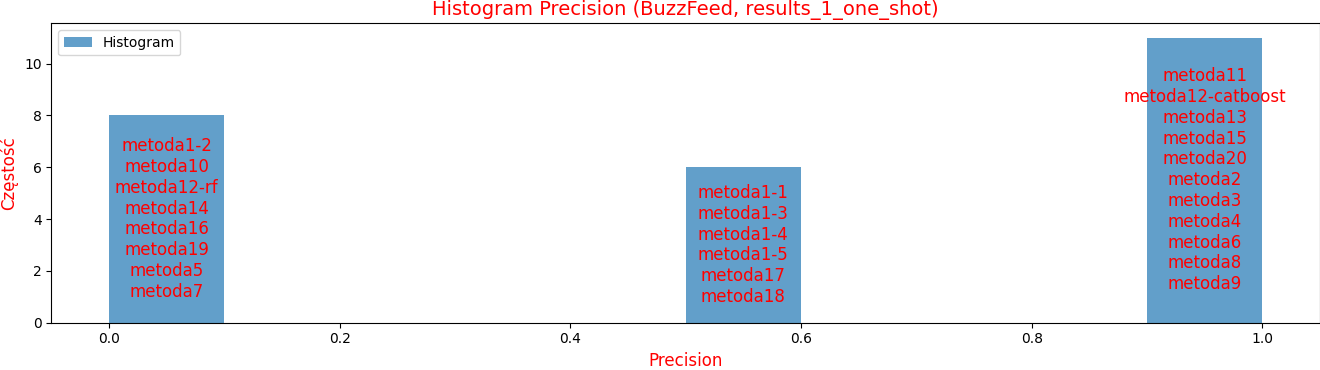 Histogram Precision (BuzzFeed, results_1_one_shot)
Histogram
Częstość
10
8
6
4
2
0
metoda1-2
metoda10
metoda12-rf
metoda14
metoda16
metoda19
metoda5
metoda7
metoda1-1
metoda1-3
metoda1-4
metoda1-5
metoda17
metoda18
metoda11
metoda12-catboost
metoda13
metoda15
metoda20
metoda2
metoda3
metoda4
metoda6
metoda8
metoda9
0.0 0.2 0.4 0.6 0.8 1.0
Precision